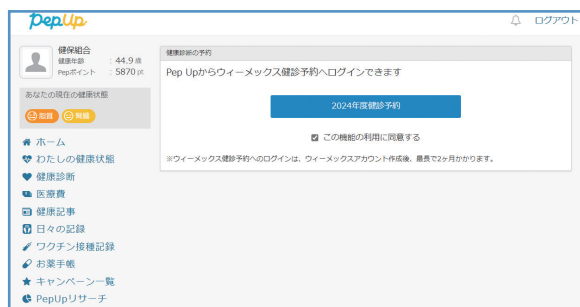 PepUp
ログアウト
健保組合
健康年齢 : 44.9 歳
Pepポイント : 5870 pt
あなたの現在の健康状態
脂質
肝臓
ホーム
わたしの健康状態
健康診断
医療費
健康記事
日々の記録
ワクチン接種記録
お薬手帳
キャンペーン一覧
PepUpリサーチ
健康診断の予約
Pep Upからウィーメックス健診予約へログインできます
2024年度健診予約
この機能の利用に同意する
※ウィーメックス健診予約へのログインは、ウィーメックスアカウント作成後、最長で2ヶ月かかります。